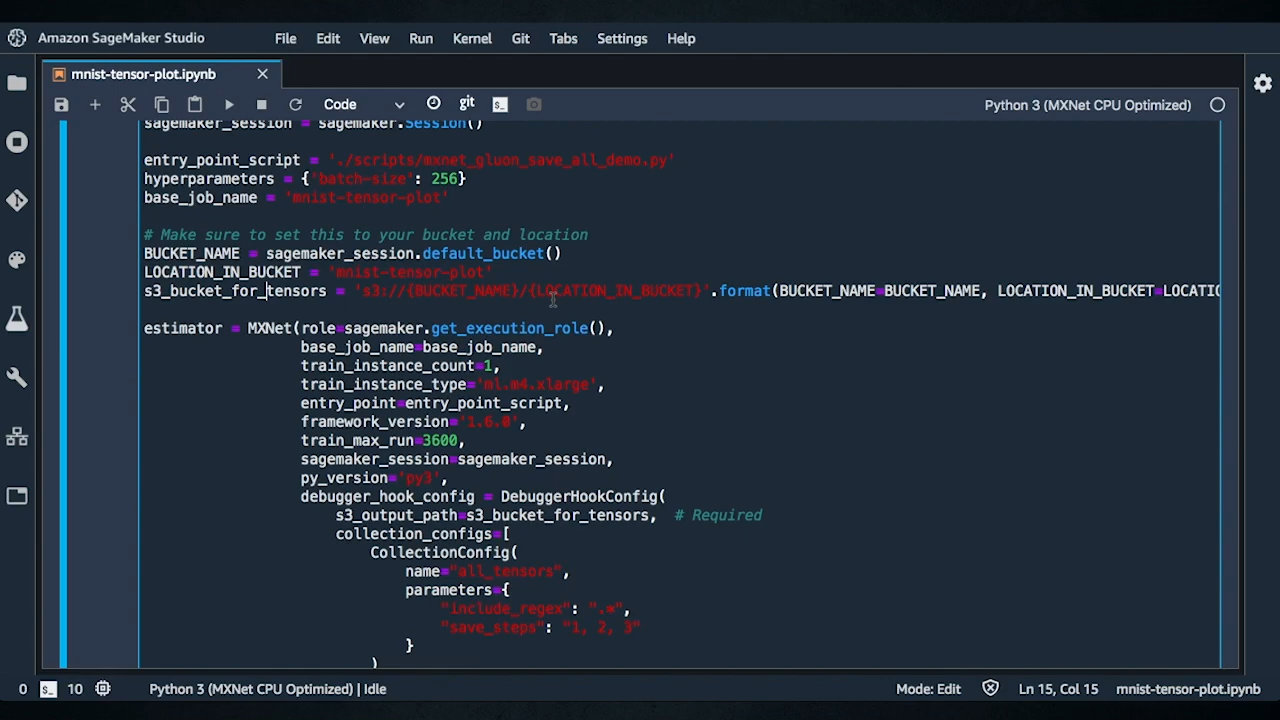 Amazon SageMaker Studio File Edit View Run Kernel Git Tabs Settings Help
mnist-tensor-plot.ipynb
Code git Python 3 (MXNet CPU Optimized)
sagemaker_session = sagemaker.Session()
entry_point_script = './scripts/mxnet_gluon_save_all_demo.py'
hyperparameters = {'batch-size': 256}
base_job_name = 'mnist-tensor-plot'
# Make sure to set this to your bucket and location
BUCKET_NAME = sagemaker_session.default_bucket()
LOCATION_IN_BUCKET = 'mnist-tensor-plot'
s3_bucket_for_tensors = 's3://{BUCKET_NAME}/{LOCATION_IN_BUCKET}'.format(BUCKET_NAME=BUCKET_NAME, LOCATION_IN_BUCKET=LOCATIO
estimator = MXNet(role=sagemaker.get_execution_role(),
base_job_name=base_job_name,
train_instance_count=1,
train_instance_type='ml.m4.xlarge',
entry_point=entry_point_script,
framework_version='1.6.0',
train_max_run=3600,
sagemaker_session=sagemaker_session,
py_version='py3',
debugger_hook_config = DebuggerHookConfig(
s3_output_path=s3_bucket_for_tensors, # Required
collection_configs=[
CollectionConfig(
name="all_tensors",
parameters={
"include_regex": ".*",
"save_steps": "1, 2, 3"
}
)
0 10 Python 3 (MXNet CPU Optimized) | Idle Mode: Edit Ln 15, Col 15 mnist-tensor-plot.ipynb